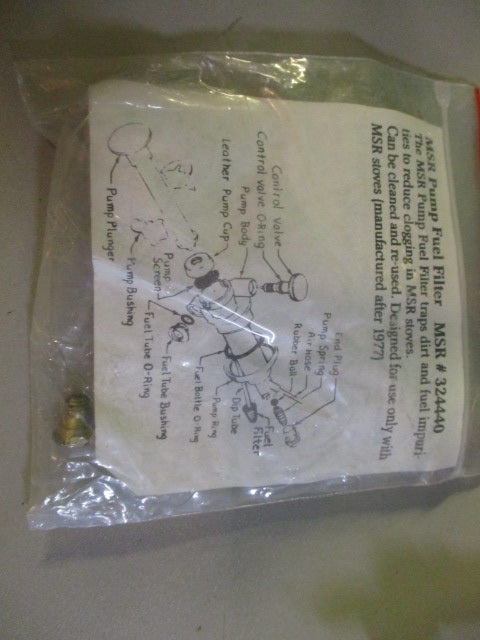 MSR Pump Fuel Filter MSR # 324440
The MSR Pump Fuel Filter traps dirt and fuel impuri-
ties to reduce clogging in MSR stoves.
Can be cleaned and re-used. Designed for use only with
MSR stoves (manufactured after 1977)
Control Valve
Control Valve O-Ring
Pump Body
Leather Pump Cup
End Plug
Pump Spring
Air Hose
Rubber Ball
Pump Plunger
Pump Bushing
Pump
Screen
Fuel Tube O-Ring
Fuel Tube Bushing
Fuel Bottle O-Ring
Pump Ring
Dip Tube
Fuel
Filter